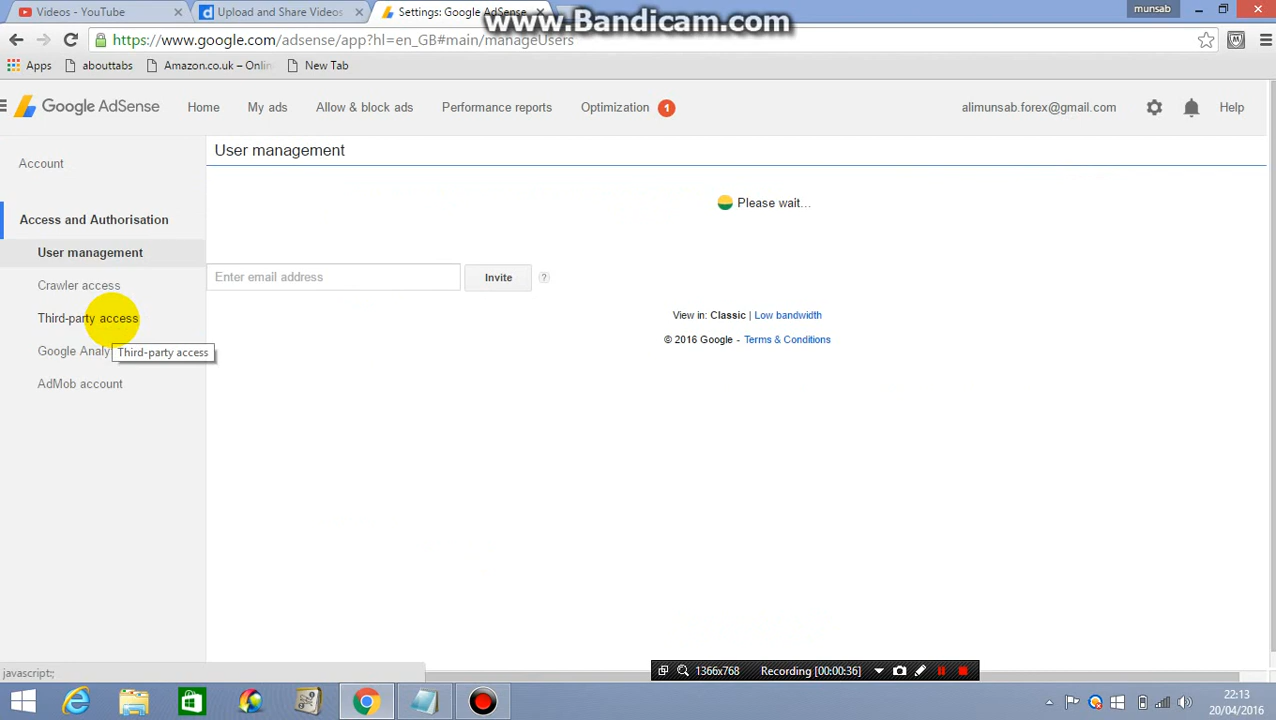 Videos - YouTube
Upload and Share Videos
Settings: Google AdSense
www.Bandicam.com
munsab
https://www.google.com/adsense/app?hl=en_GB#main/manageUsers
Apps
abouttabs
Amazon.co.uk – Onlin
New Tab
Google AdSense
Home
My ads
Allow & block ads
Performance reports
Optimization 1
alimunsab.forex@gmail.com
Help
Account
User management
Please wait...
Access and Authorisation
User management
Enter email address
Invite
?
Crawler access
Third-party access
View in: Classic | Low bandwidth
© 2016 Google - Terms & Conditions
Google Analy
Third-party access
AdMob account
javascript:;
1366x768
Recording [00:00:36]
22:13
20/04/2016